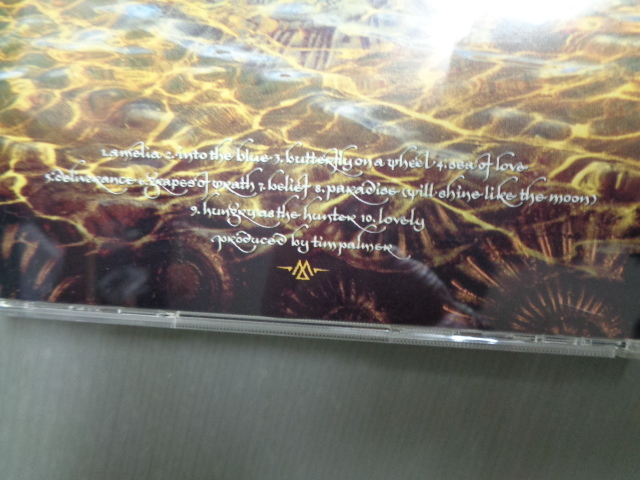 1. amelia 2. into the blue 3. butterfly on a wheel 4. sea of love
5. deliverance 6. grapes of wrath 7. belief 8. paradise (will shine like the moon)
9. hungry as the hunter 10. lovely
produced by tim palmer